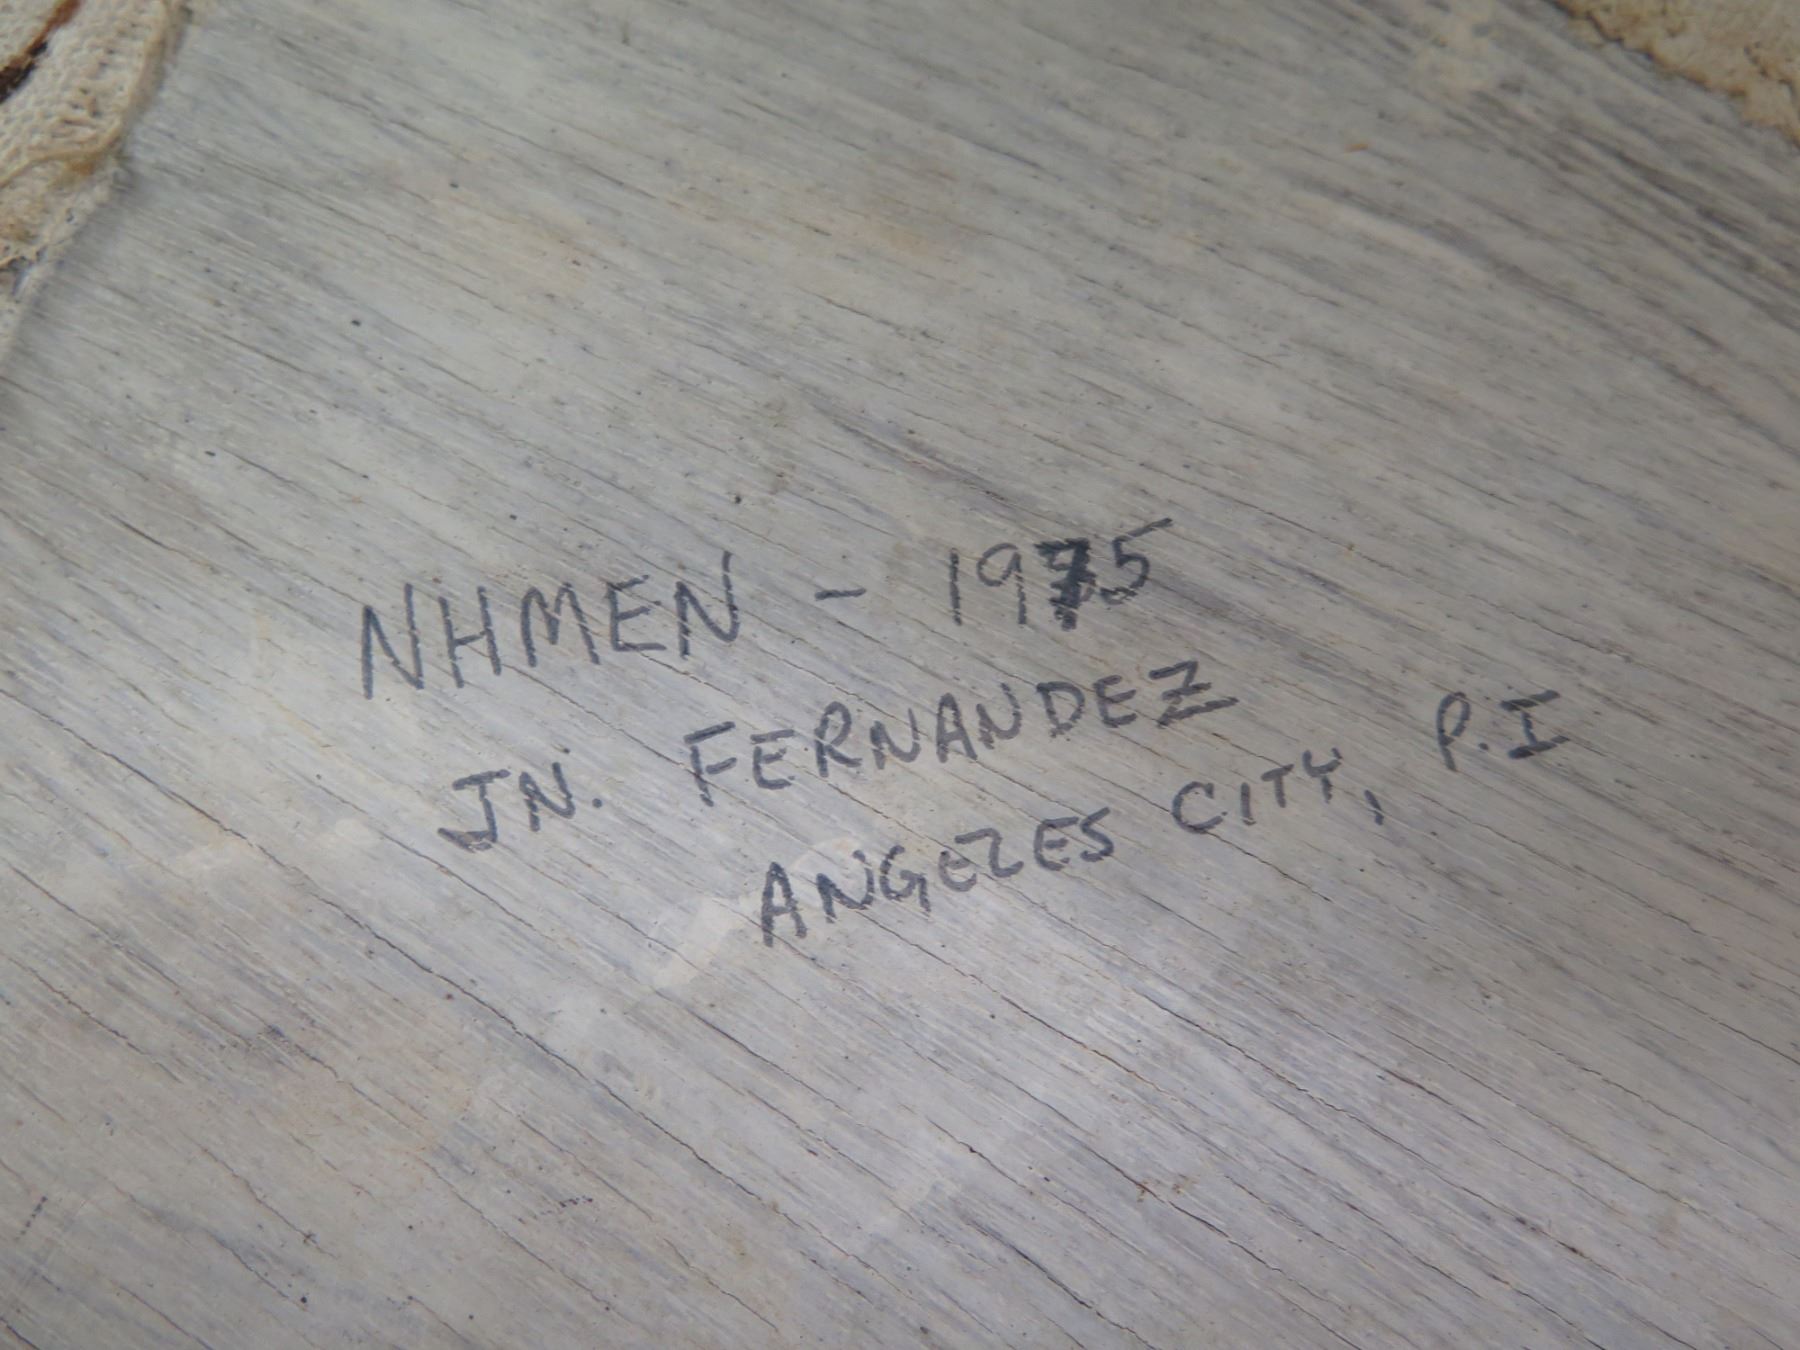 NHMEN - 1975
JN. FERNANDEZ
ANGELES CITY, P.I